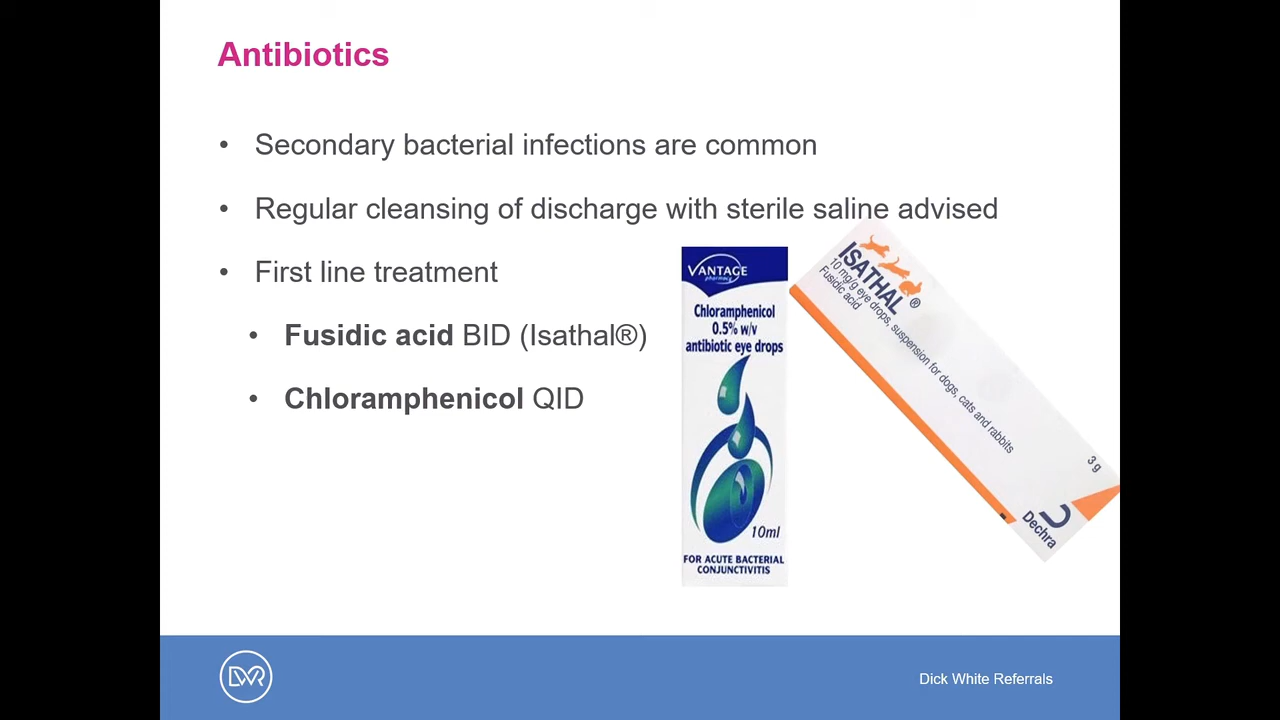 Antibiotics
• Secondary bacterial infections are common
• Regular cleansing of discharge with sterile saline advised
• First line treatment
• Fusidic acid BID (Isathal®)
• Chloramphenicol QID
VANTAGE
pharmacy
Chloramphenicol
0.5% w/v
antibiotic eye drops
10ml
FOR ACUTE BACTERIAL
CONJUNCTIVITIS
ISATHAL®
10 mg/g eye drops, suspension for dogs, cats and rabbits
Fusidic acid
3 g
Dechra
DWR
Dick White Referrals